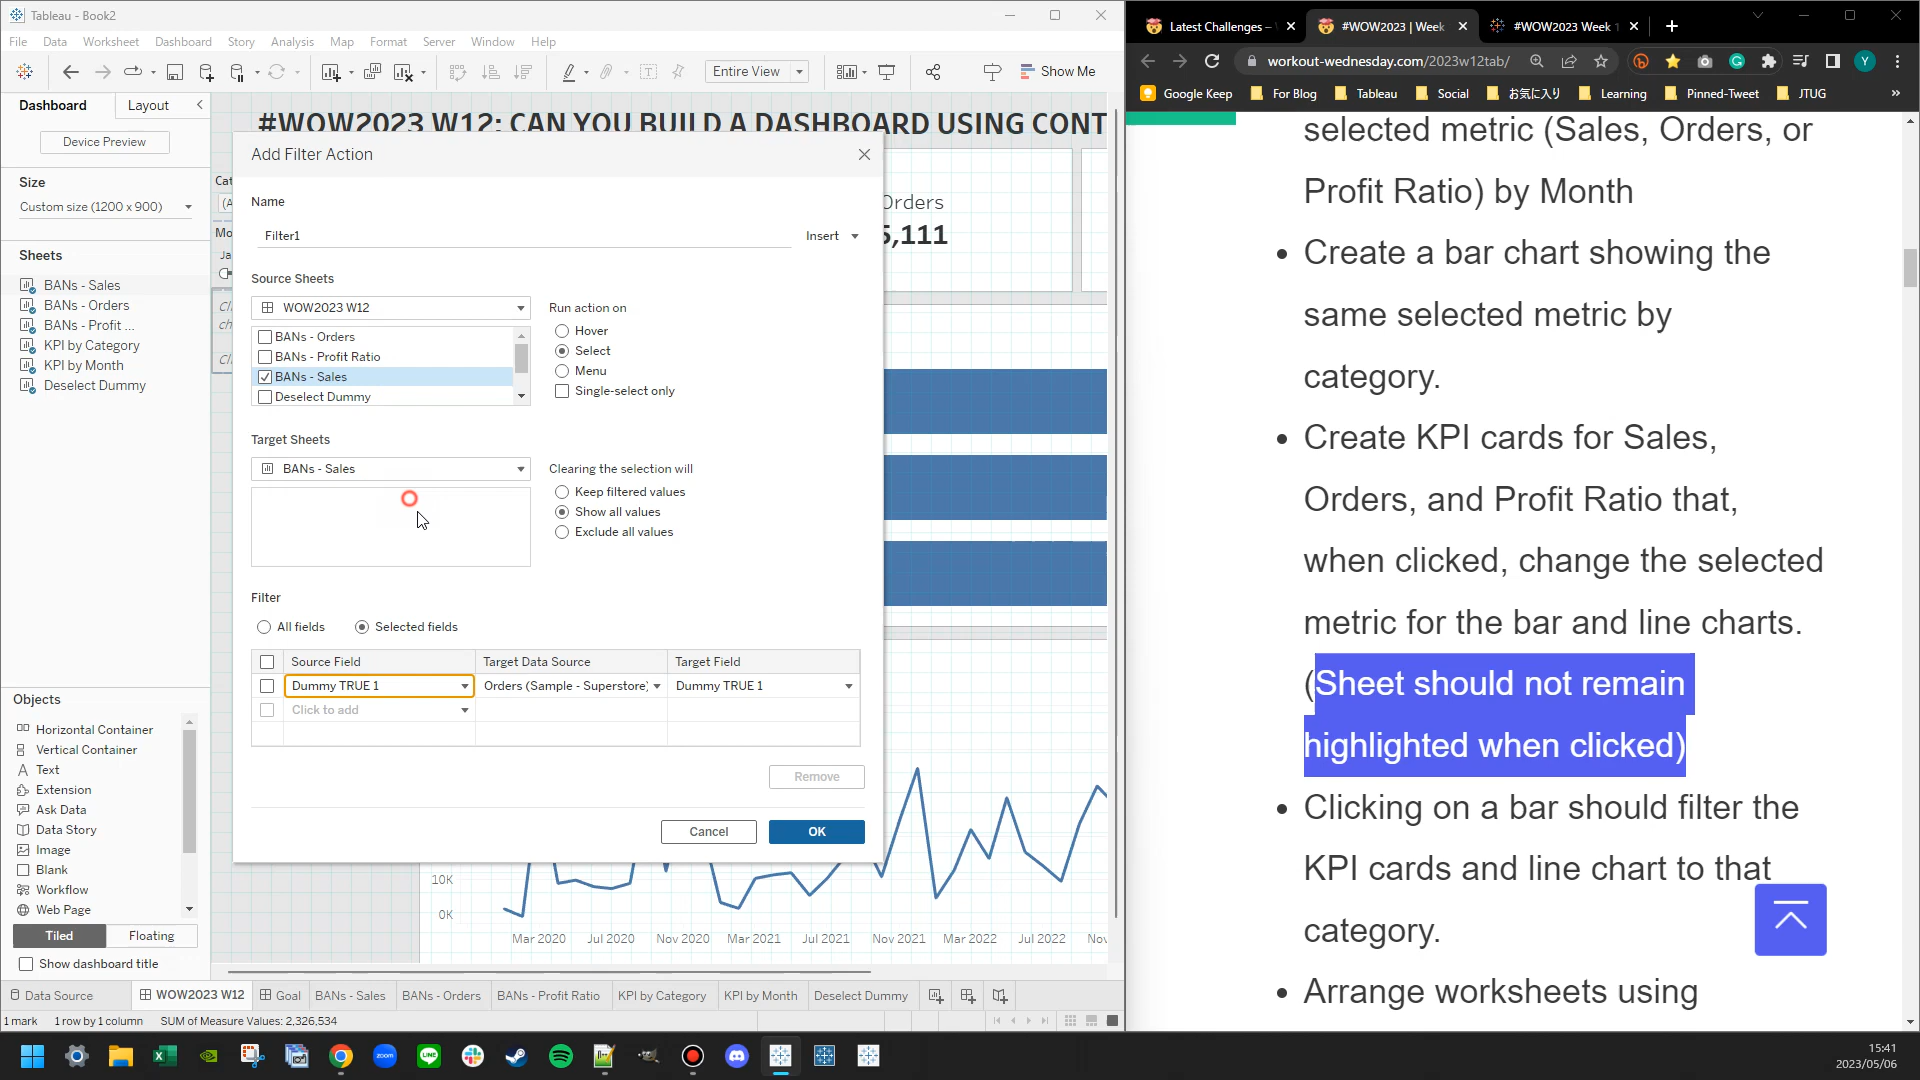 Tableau - Book2
File Data Worksheet Dashboard Story Analysis Map Format Server Window Help
Entire View
Show Me
Dashboard Layout
Device Preview
Size
Custom size (1200 x 900)
Sheets
BANs - Sales
BANs - Orders
BANs - Profit ...
KPI by Category
KPI by Month
Deselect Dummy
Objects
Horizontal Container
Vertical Container
Text
Extension
Ask Data
Data Story
Image
Blank
Workflow
Web Page
Tiled Floating
Show dashboard title
#WOW2023 W12: CAN YOU BUILD A DASHBOARD USING CONT
Orders
5,111
Add Filter Action
Name
Filter1
Insert
Source Sheets
WOW2023 W12
BANs - Orders
BANs - Profit Ratio
BANs - Sales
Deselect Dummy
Run action on
Hover
Select
Menu
Single-select only
Target Sheets
BANs - Sales
Clearing the selection will
Keep filtered values
Show all values
Exclude all values
Filter
All fields Selected fields
Source Field Target Data Source Target Field
Dummy TRUE 1 Orders (Sample - Superstore) Dummy TRUE 1
Click to add
Remove
Cancel OK
10K
0K
Mar 2020 Jul 2020 Nov 2020 Mar 2021 Jul 2021 Nov 2021 Mar 2022 Jul 2022 Nov
Data Source WOW2023 W12 Goal BANs - Sales BANs - Orders BANs - Profit Ratio KPI by Category KPI by Month Deselect Dummy
1 mark 1 row by 1 column SUM of Measure Values: 2,326,534
Latest Challenges – #WOW2023 | Week #WOW2023 Week 1
workout-wednesday.com/2023w12tab/
Google Keep For Blog Tableau Social お気に入り Learning Pinned-Tweet JTUG »
selected metric (Sales, Orders, or
Profit Ratio) by Month
• Create a bar chart showing the
same selected metric by
category.
• Create KPI cards for Sales,
Orders, and Profit Ratio that,
when clicked, change the selected
metric for the bar and line charts.
(Sheet should not remain
highlighted when clicked)
• Clicking on a bar should filter the
KPI cards and line chart to that
category.
• Arrange worksheets using
15:41
2023/05/06